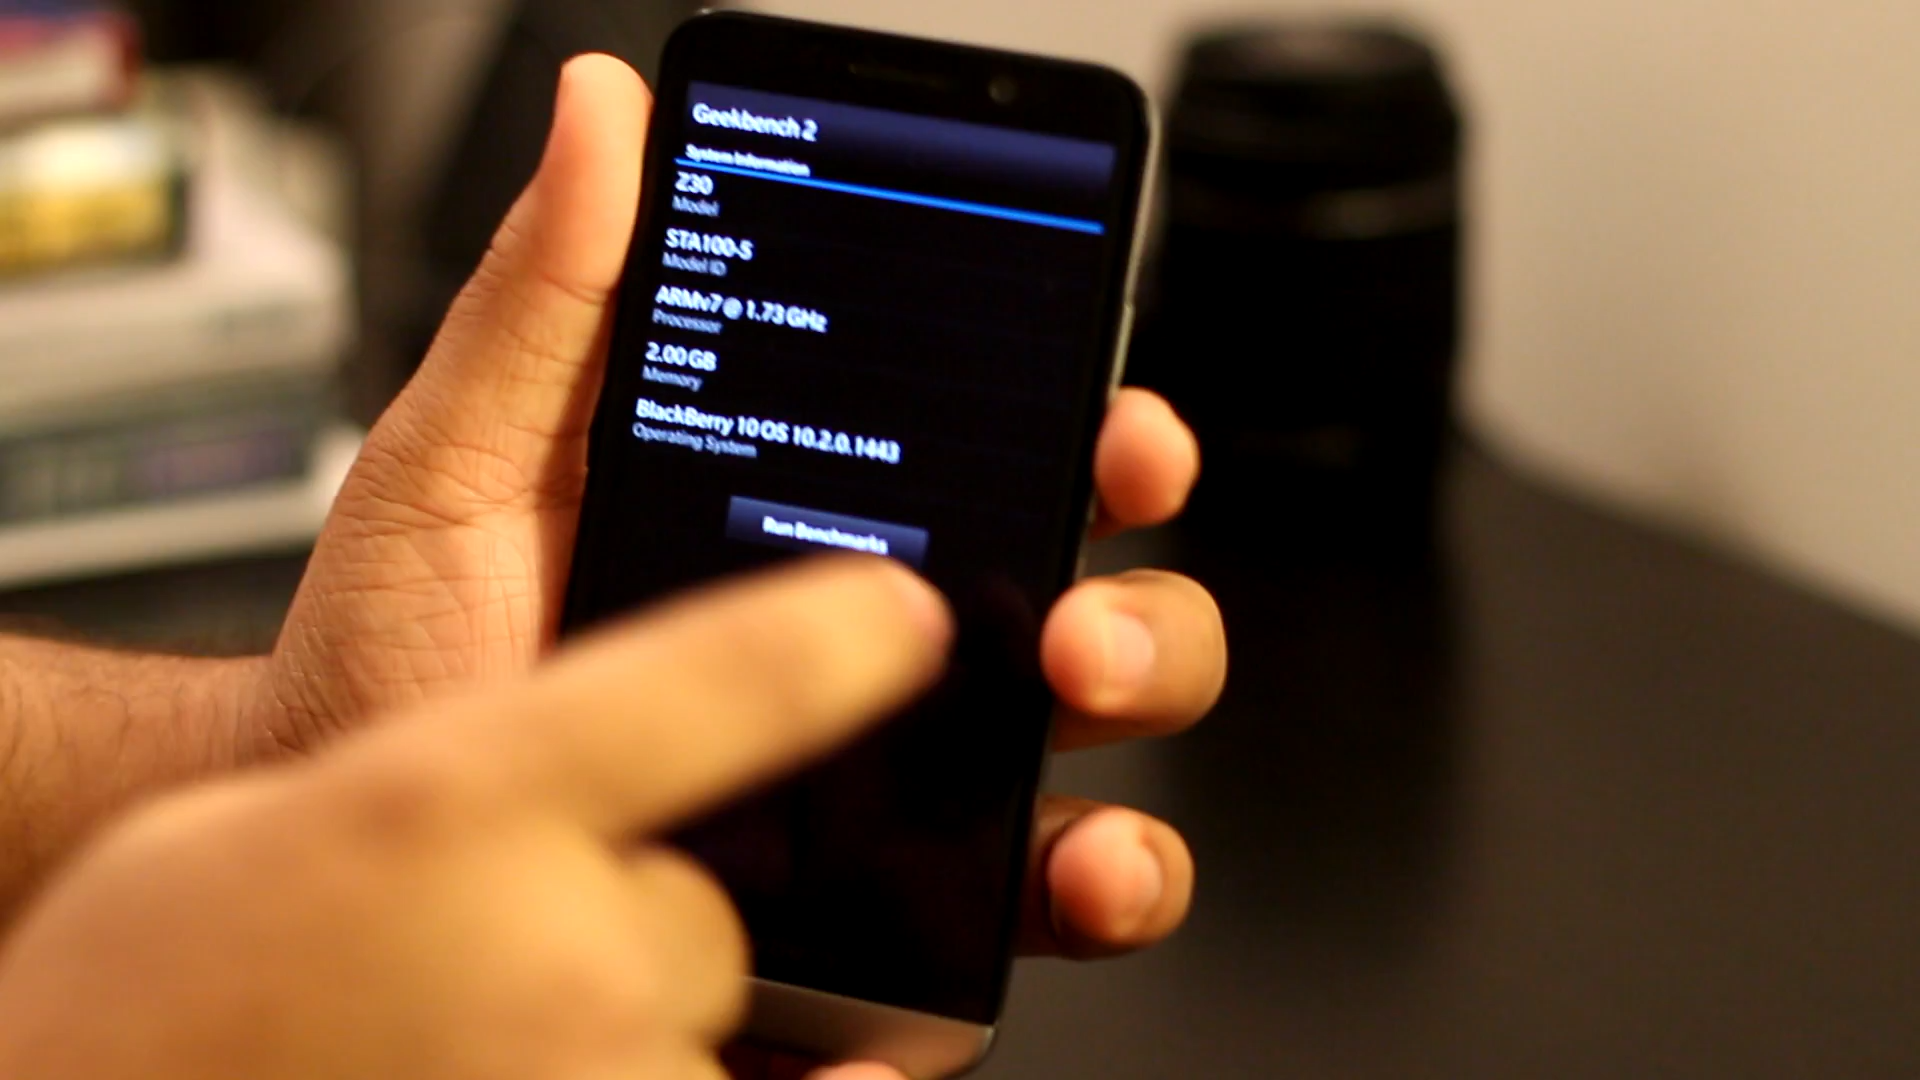 Geekbench 2
System Information
Z30
Model
STA100-5
Model ID
ARMv7 @ 1.73 GHz
Processor
2.00 GB
Memory
BlackBerry 10 OS 10.2.0.1443
Operating System
Run Benchmarks